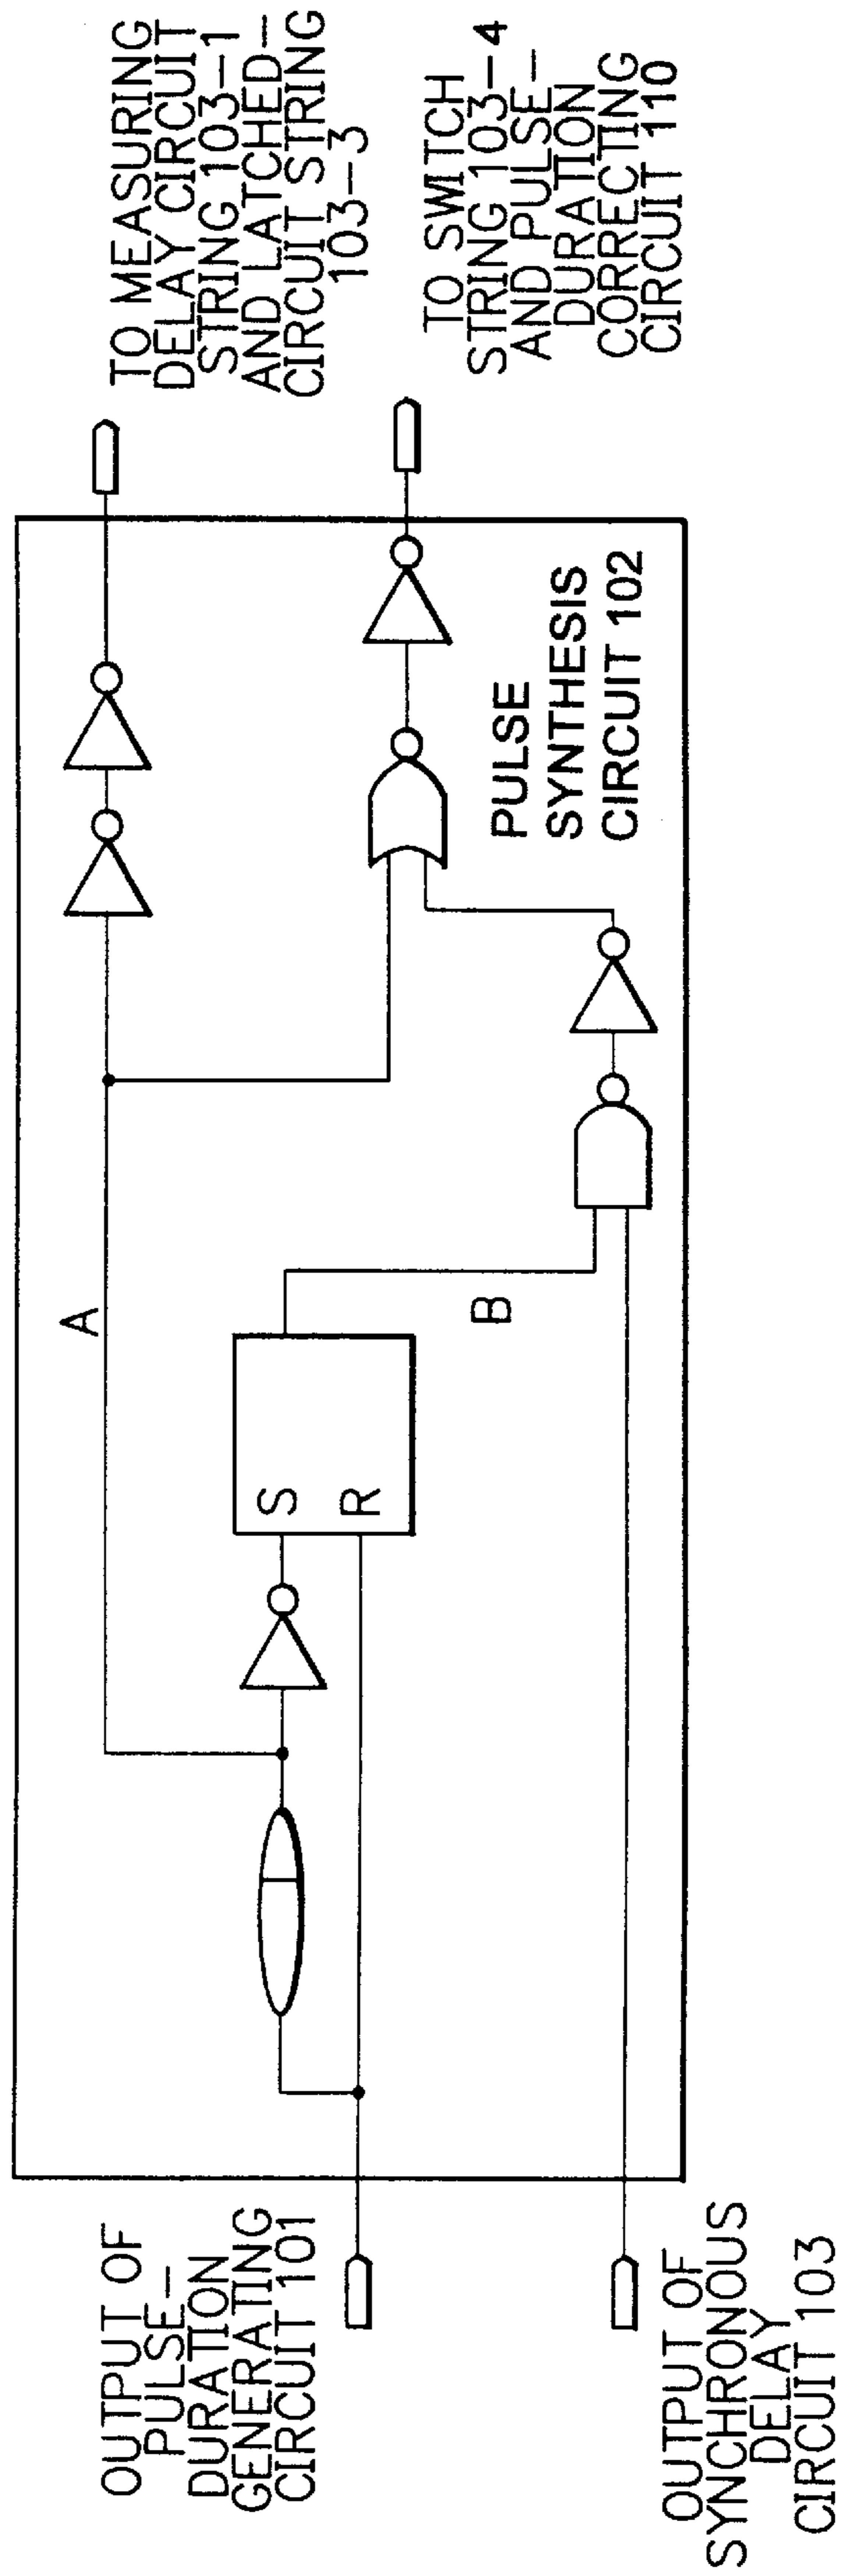 OUTPUT OF
PULSE-
DURATION
GENERATING
CIRCUIT 101
OUTPUT OF
SYNCHRONOUS
DELAY
CIRCUIT 103
S
R
A
B
PULSE
SYNTHESIS
CIRCUIT 102
TO MEASURING
DELAY CIRCUIT
STRING 103-1
AND LATCHED-
CIRCUIT STRING
103-3
TO SWITCH
STRING 103-4
AND PULSE-
DURATION
CORRECTING
CIRCUIT 110